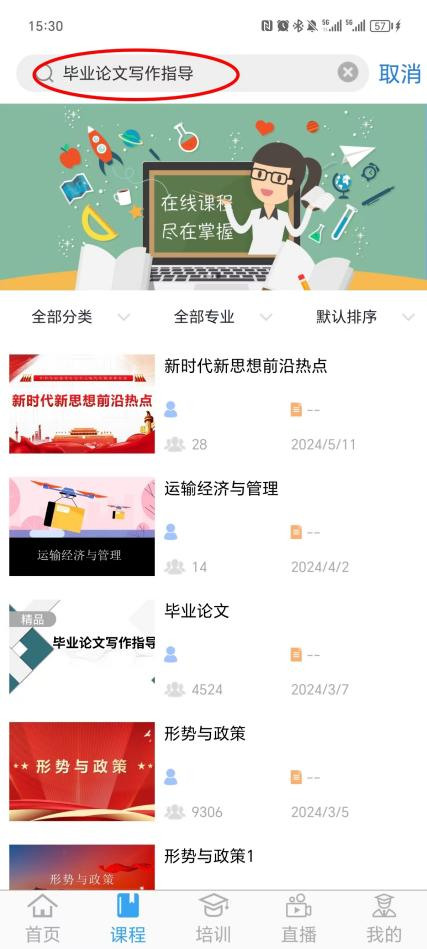 15:30
57
毕业论文写作指导
取消
在线课程
尽在掌握
全部分类
全部专业
默认排序
新时代新思想前沿热点
新时代新思想前沿热点
--
28
2024/5/11
运输经济与管理
运输经济与管理
--
14
2024/4/2
精品
毕业论文写作指导
毕业论文
--
4524
2024/3/7
形势与政策
形势与政策
--
9306
2024/3/5
形势与政策
形势与政策1
首页
课程
培训
直播
我的